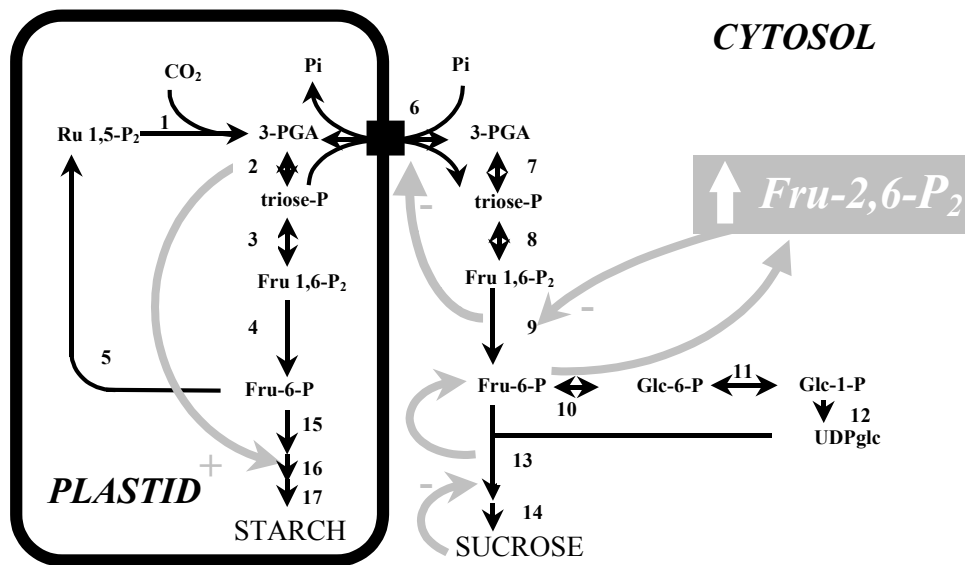 CYTOSOL
CO₂
Pi
Pi
6
Ru 1,5-P₂
1
3-PGA
3-PGA
2
7
triose-P
-
triose-P
Fru-2,6-P₂
3
8
Fru 1,6-P₂
Fru 1,6-P₂
-
4
9
5
Fru-6-P
Fru-6-P
10
Glc-6-P
11
Glc-1-P
12
UDPglc
15
13
+
16
PLASTID
17
-
14
STARCH
SUCROSE